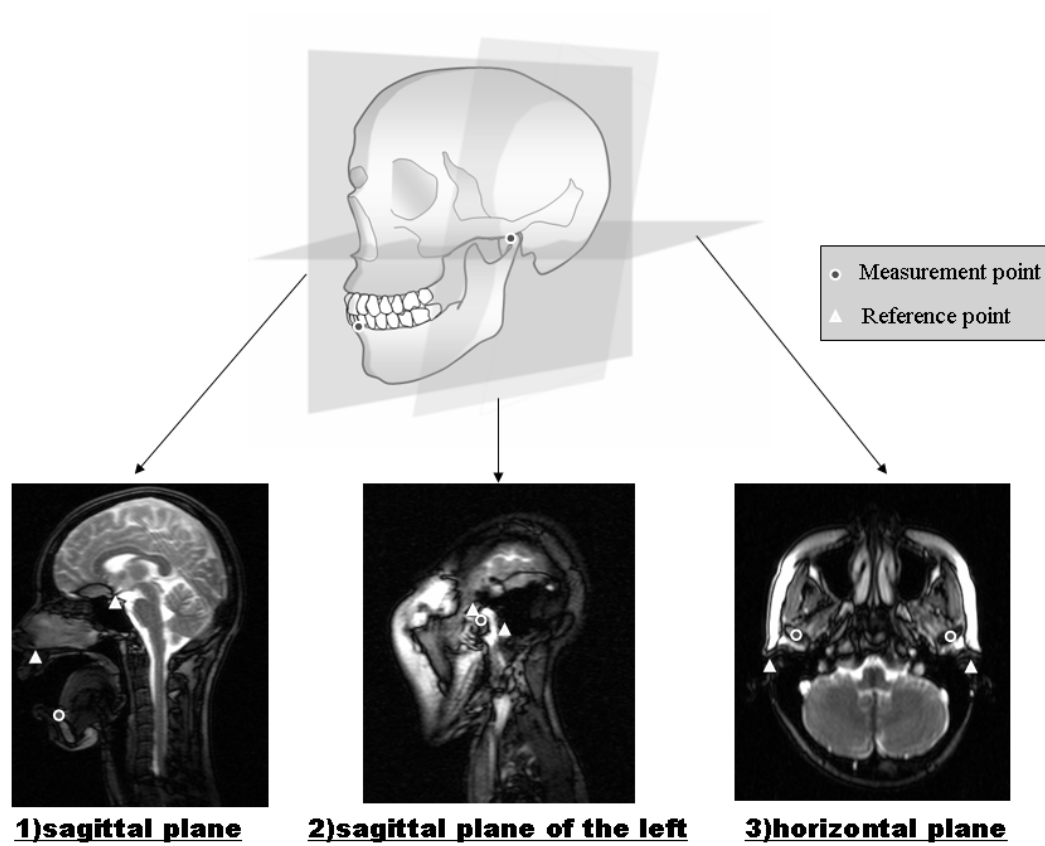 Measurement point
Reference point
1)sagittal plane
2)sagittal plane of the left
3)horizontal plane